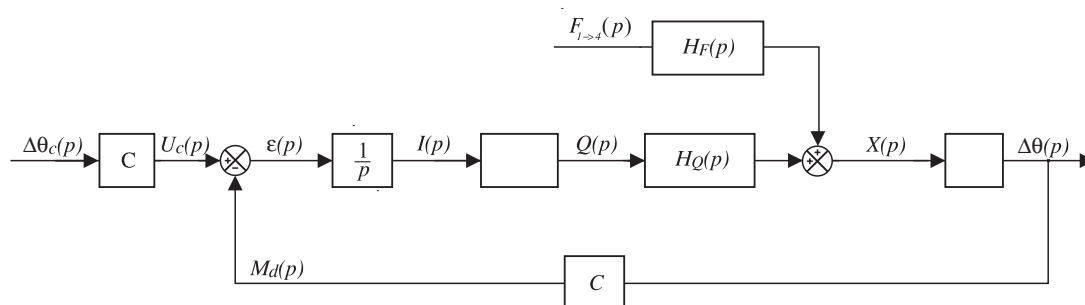 F1→4(p)
HF(p)
Δθc(p)
C
Uc(p)
+
−
ε(p)
1
p
I(p)
Q(p)
HQ(p)
+
+
X(p)
Δθ(p)
Md(p)
C